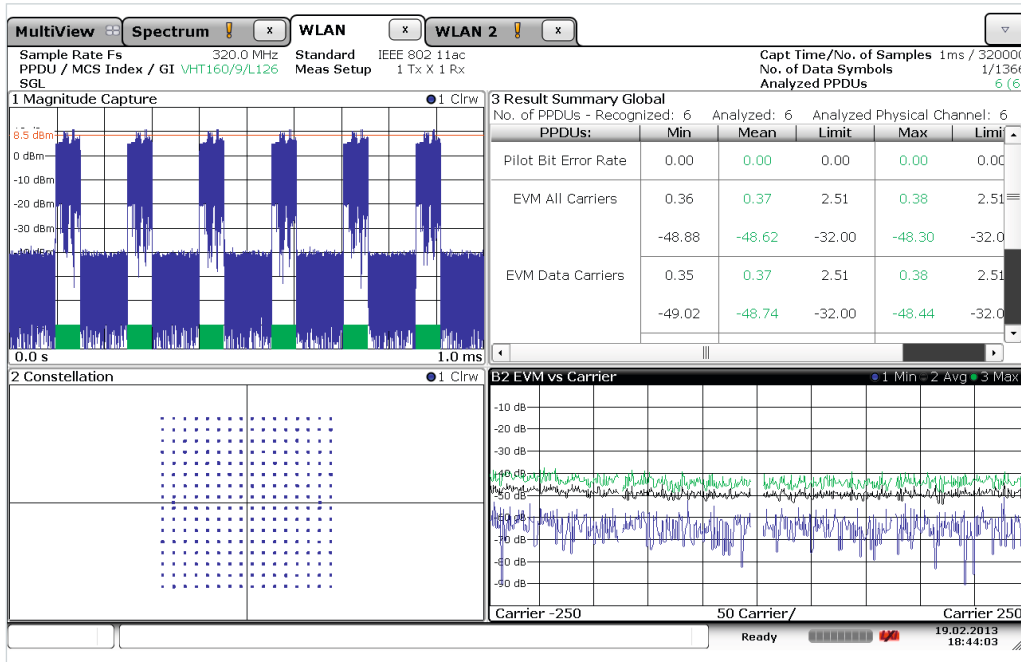 MultiView Spectrum ! x WLAN x WLAN 2 ! x
Sample Rate Fs 320.0 MHz Standard IEEE 802 11ac Capt Time/No. of Samples 1ms / 320000
PPDU / MCS Index / GI VHT160/9/L126 Meas Setup 1 Tx X 1 Rx No. of Data Symbols 1/1366
SGL Analyzed PPDUs 6 (6
1 Magnitude Capture 1 Clrw
8.5 dBm
0 dBm
-10 dBm
-20 dBm
-30 dBm
0.0 s 1.0 ms
3 Result Summary Global
No. of PPDUs - Recognized: 6 Analyzed: 6 Analyzed Physical Channel: 6
PPDUs: Min Mean Limit Max Limit
Pilot Bit Error Rate 0.00 0.00 0.00 0.00 0.00
EVM All Carriers 0.36 0.37 2.51 0.38 2.51
-48.88 -48.62 -32.00 -48.30 -32.0
EVM Data Carriers 0.35 0.37 2.51 0.38 2.51
-49.02 -48.74 -32.00 -48.44 -32.0
2 Constellation 1 Clrw
B2 EVM vs Carrier 1 Min 2 Avg 3 Max
-10 dB
-20 dB
-30 dB
-40 dB
-50 dB
-60 dB
-70 dB
-80 dB
-90 dB
Carrier -250 50 Carrier/ Carrier 250
Ready 19.02.2013
18:44:03